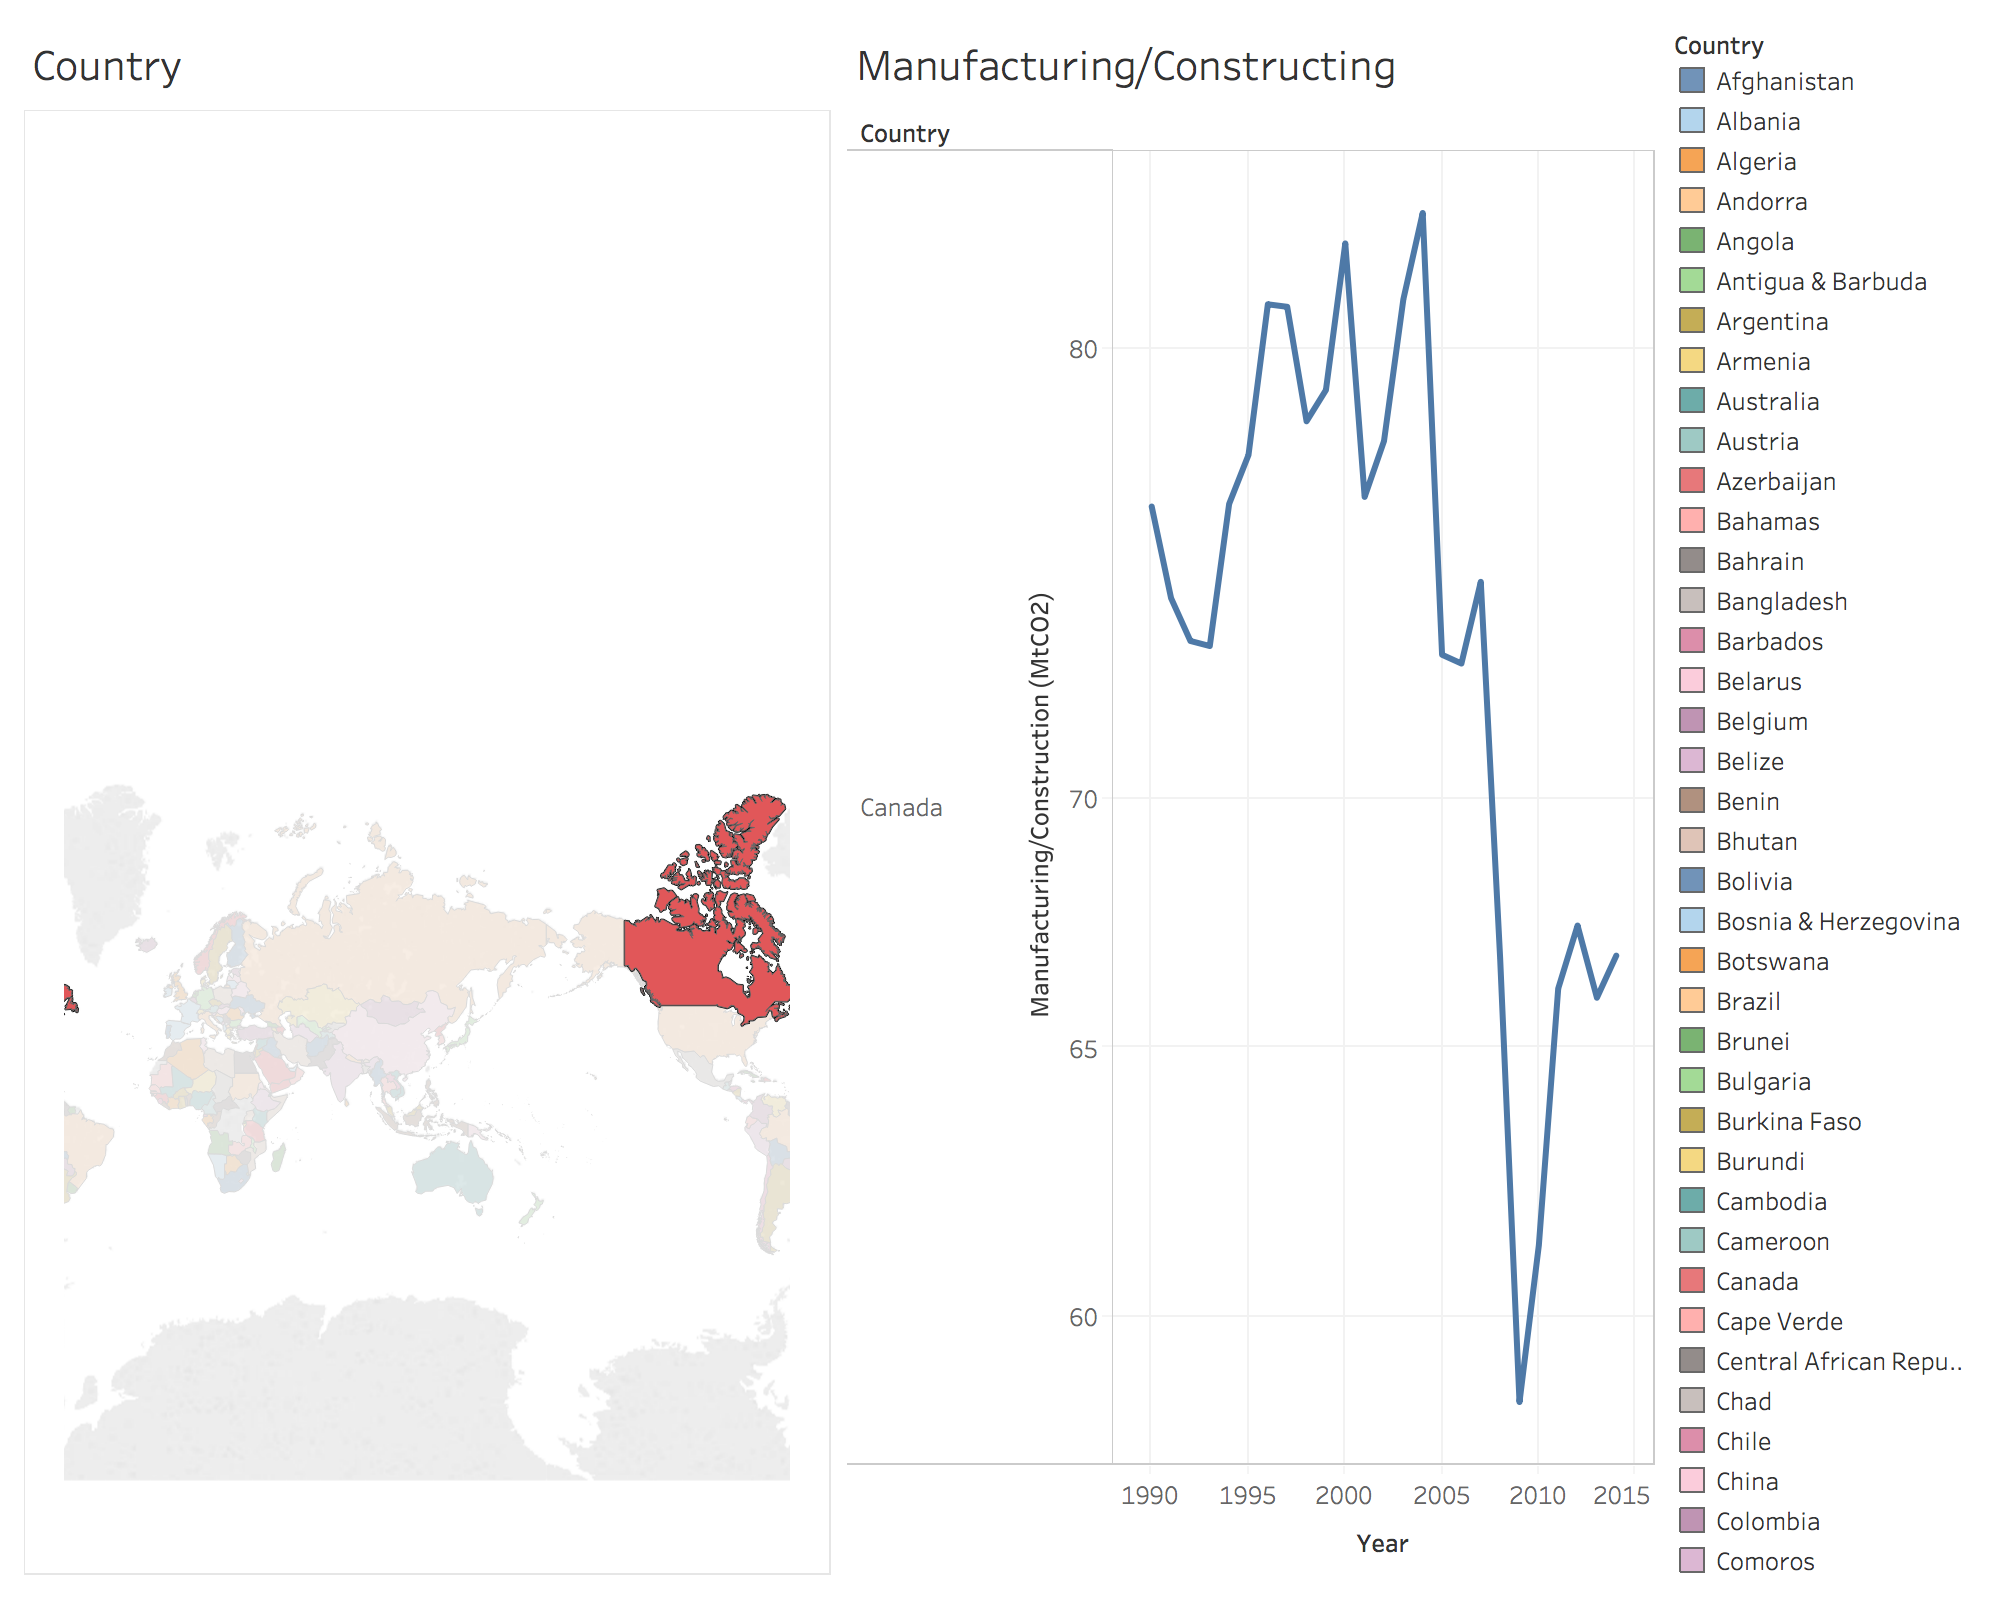 Country
Manufacturing/Constructing
Country
Canada
Manufacturing/Construction (MtCO2)
80
70
65
60
1990 1995 2000 2005 2010 2015
Year
Country
Afghanistan
Albania
Algeria
Andorra
Angola
Antigua & Barbuda
Argentina
Armenia
Australia
Austria
Azerbaijan
Bahamas
Bahrain
Bangladesh
Barbados
Belarus
Belgium
Belize
Benin
Bhutan
Bolivia
Bosnia & Herzegovina
Botswana
Brazil
Brunei
Bulgaria
Burkina Faso
Burundi
Cambodia
Cameroon
Canada
Cape Verde
Central African Repu..
Chad
Chile
China
Colombia
Comoros